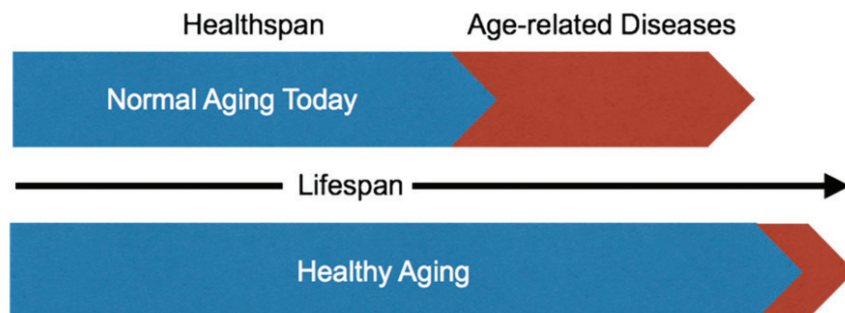 Healthspan Age-related Diseases
Normal Aging Today
Lifespan
Healthy Aging